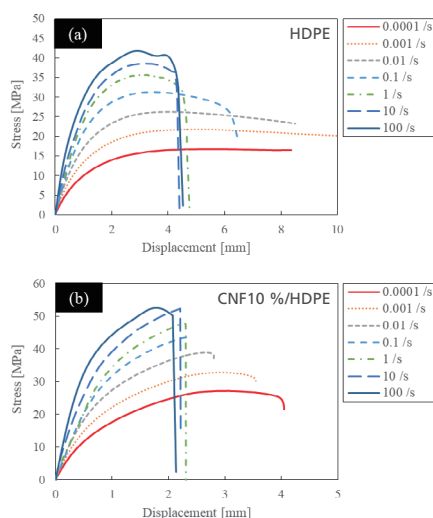 (a)
HDPE
Stress [MPa]
50
45
40
35
30
25
20
15
10
5
0
0 2 4 6 8 10
Displacement [mm]
0.0001 /s
0.001 /s
0.01 /s
0.1 /s
1 /s
10 /s
100 /s
(b)
CNF10 %/HDPE
Stress [MPa]
60
50
40
30
20
10
0
0 1 2 3 4 5
Displacement [mm]
0.0001 /s
0.001 /s
0.01 /s
0.1 /s
1 /s
10 /s
100 /s